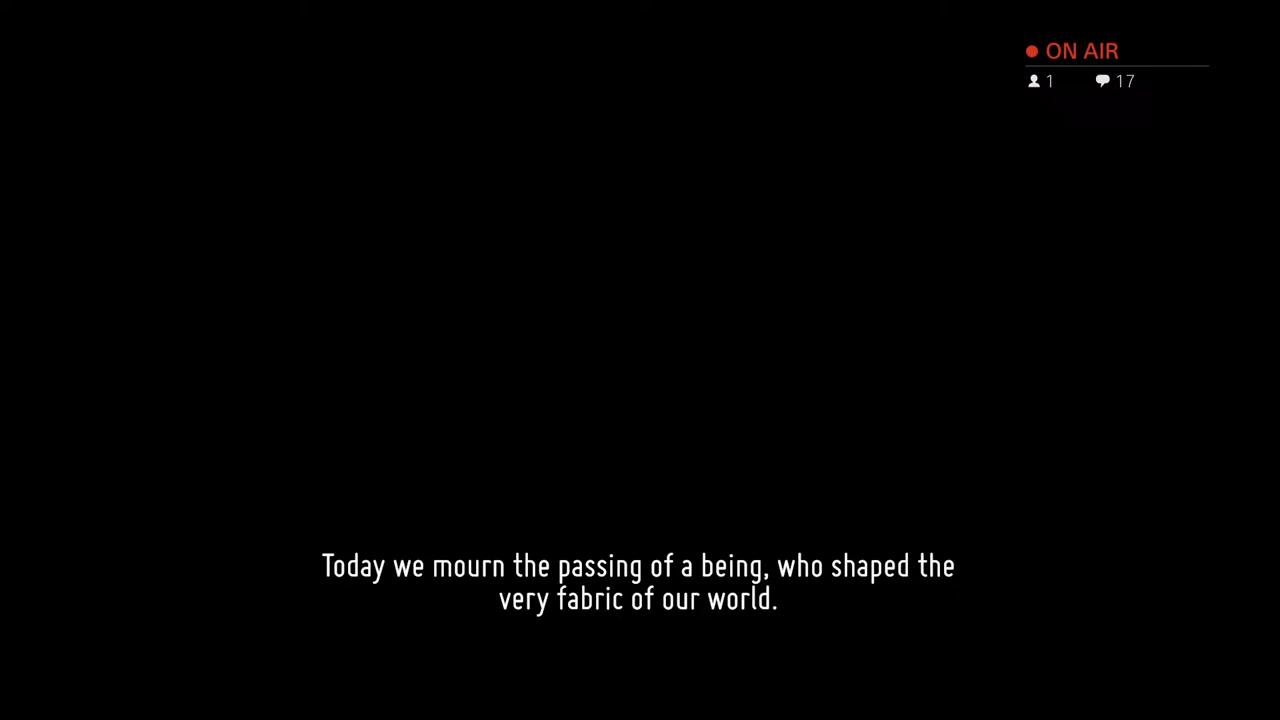 ON AIR
1 17
Today we mourn the passing of a being, who shaped the
very fabric of our world.